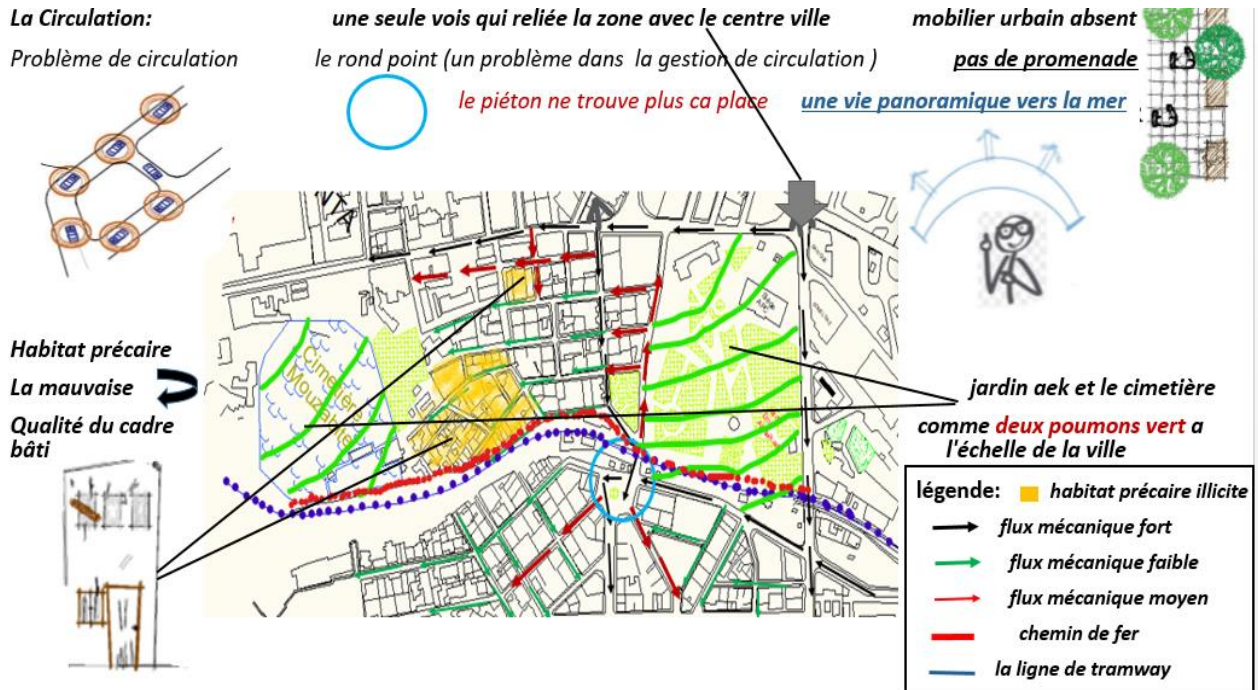 La Circulation:
une seule vois qui reliée la zone avec le centre ville
mobilier urbain absent
Problème de circulation
le rond point (un problème dans la gestion de circulation )
pas de promenade
le piéton ne trouve plus ca place
une vie panoramique vers la mer
Cimetière
Habitat précaire
La mauvaise
Qualité du cadre
bâti
jardin aek et le cimetière
comme deux poumons vert a
l'échelle de la ville
légende:
habitat précaire illicite
flux mécanique fort
flux mécanique faible
flux mécanique moyen
chemin de fer
la ligne de tramway